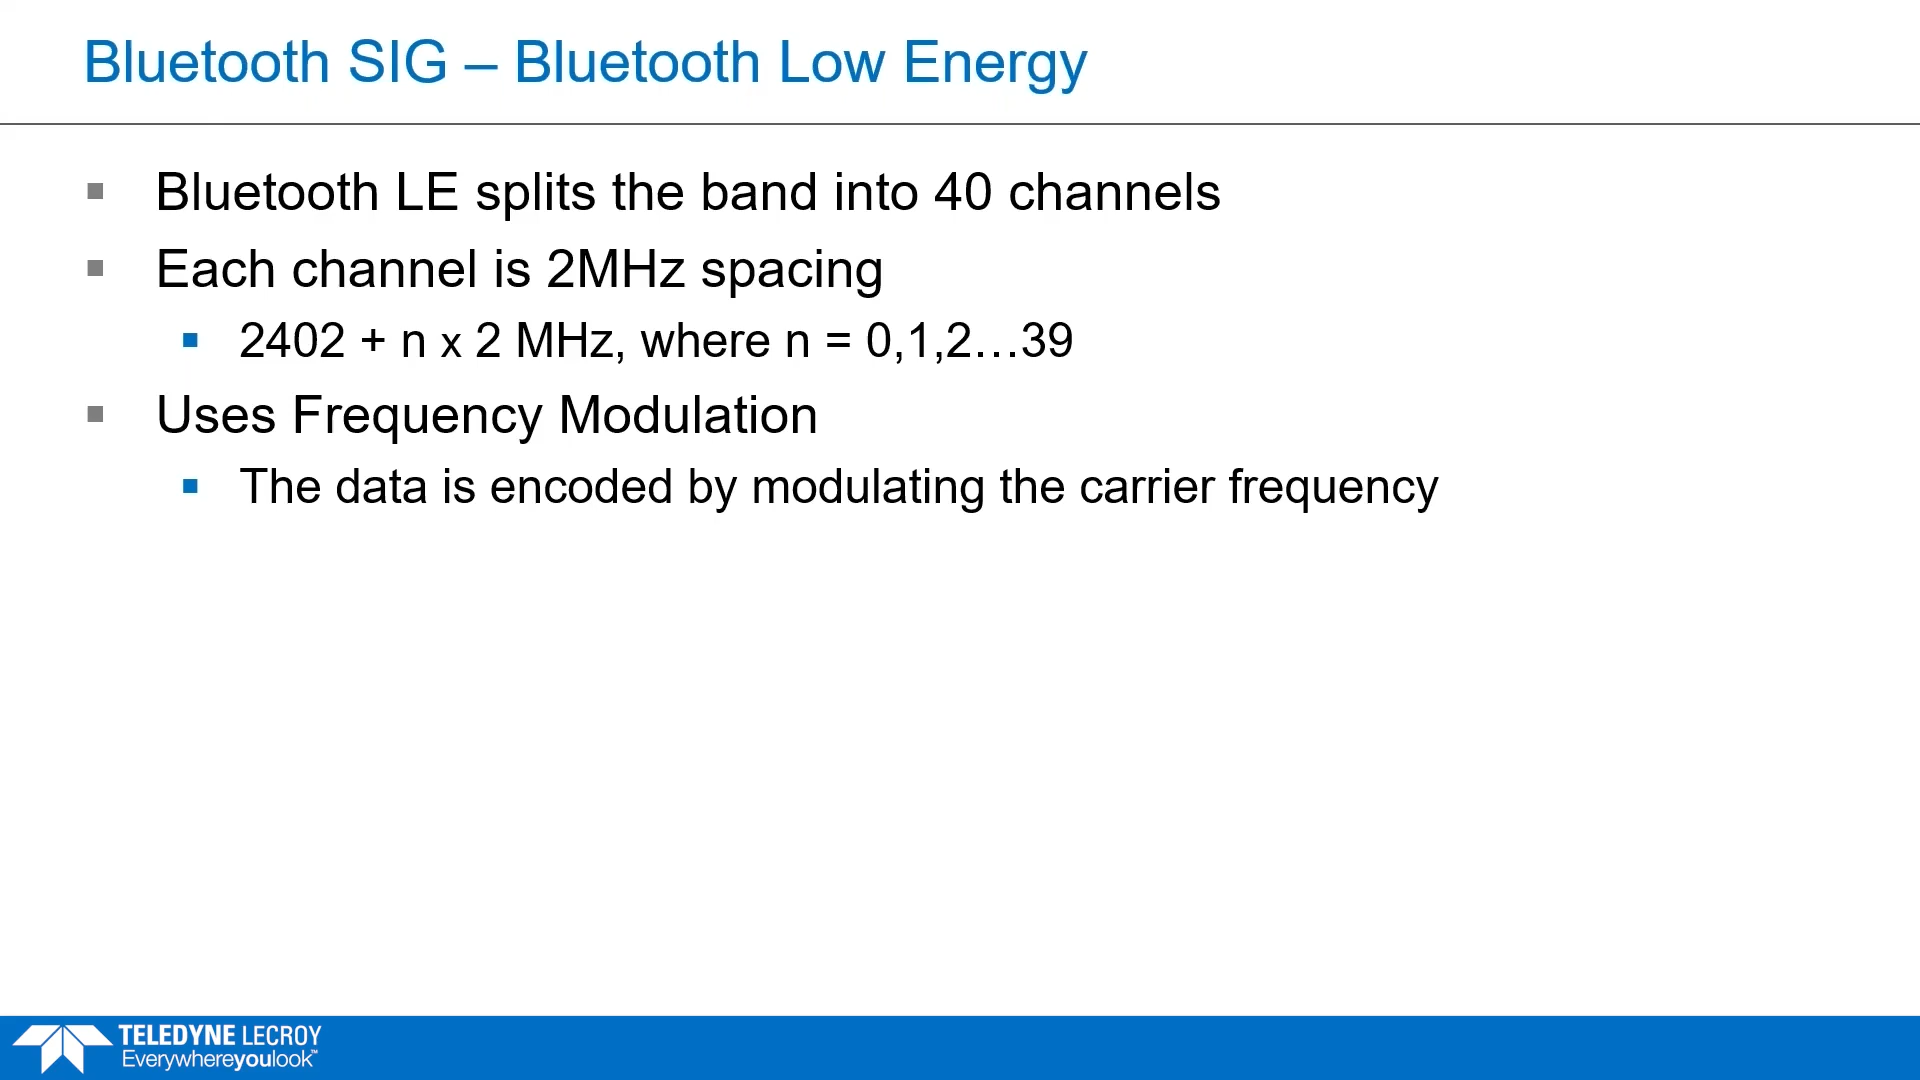 Bluetooth SIG – Bluetooth Low Energy
Bluetooth LE splits the band into 40 channels
Each channel is 2MHz spacing
2402 + n x 2 MHz, where n = 0,1,2…39
Uses Frequency Modulation
The data is encoded by modulating the carrier frequency
TELEDYNE LECROY
Everywhereyoulook™